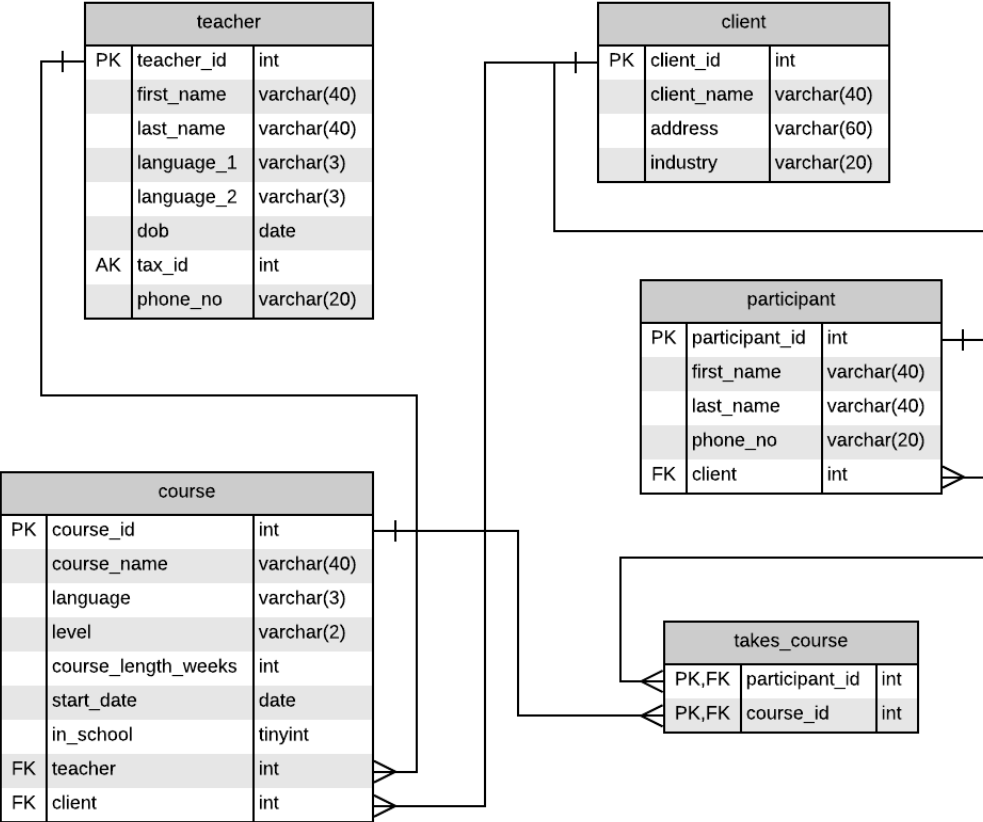 teacher
PK teacher_id int
first_name varchar(40)
last_name varchar(40)
language_1 varchar(3)
language_2 varchar(3)
dob date
AK tax_id int
phone_no varchar(20)
client
PK client_id int
client_name varchar(40)
address varchar(60)
industry varchar(20)
participant
PK participant_id int
first_name varchar(40)
last_name varchar(40)
phone_no varchar(20)
FK client int
course
PK course_id int
course_name varchar(40)
language varchar(3)
level varchar(2)
course_length_weeks int
start_date date
in_school tinyint
FK teacher int
FK client int
takes_course
PK,FK participant_id int
PK,FK course_id int